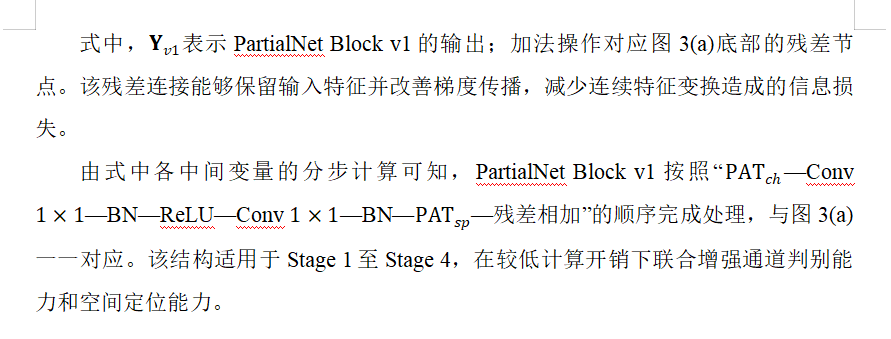 式中，𝐘𝑣1表示 PartialNet Block v1 的输出；加法操作对应图 3(a)底部的残差节
点。该残差连接能够保留输入特征并改善梯度传播，减少连续特征变换造成的信息损
失。
由式中各中间变量的分步计算可知，PartialNet Block v1 按照“PAT𝑐ℎ—Conv
1 × 1—BN—ReLU—Conv 1 × 1—BN—PAT𝑠𝑝—残差相加”的顺序完成处理，与图 3(a)
一一对应。该结构适用于 Stage 1 至 Stage 4，在较低计算开销下联合增强通道判别能
力和空间定位能力。